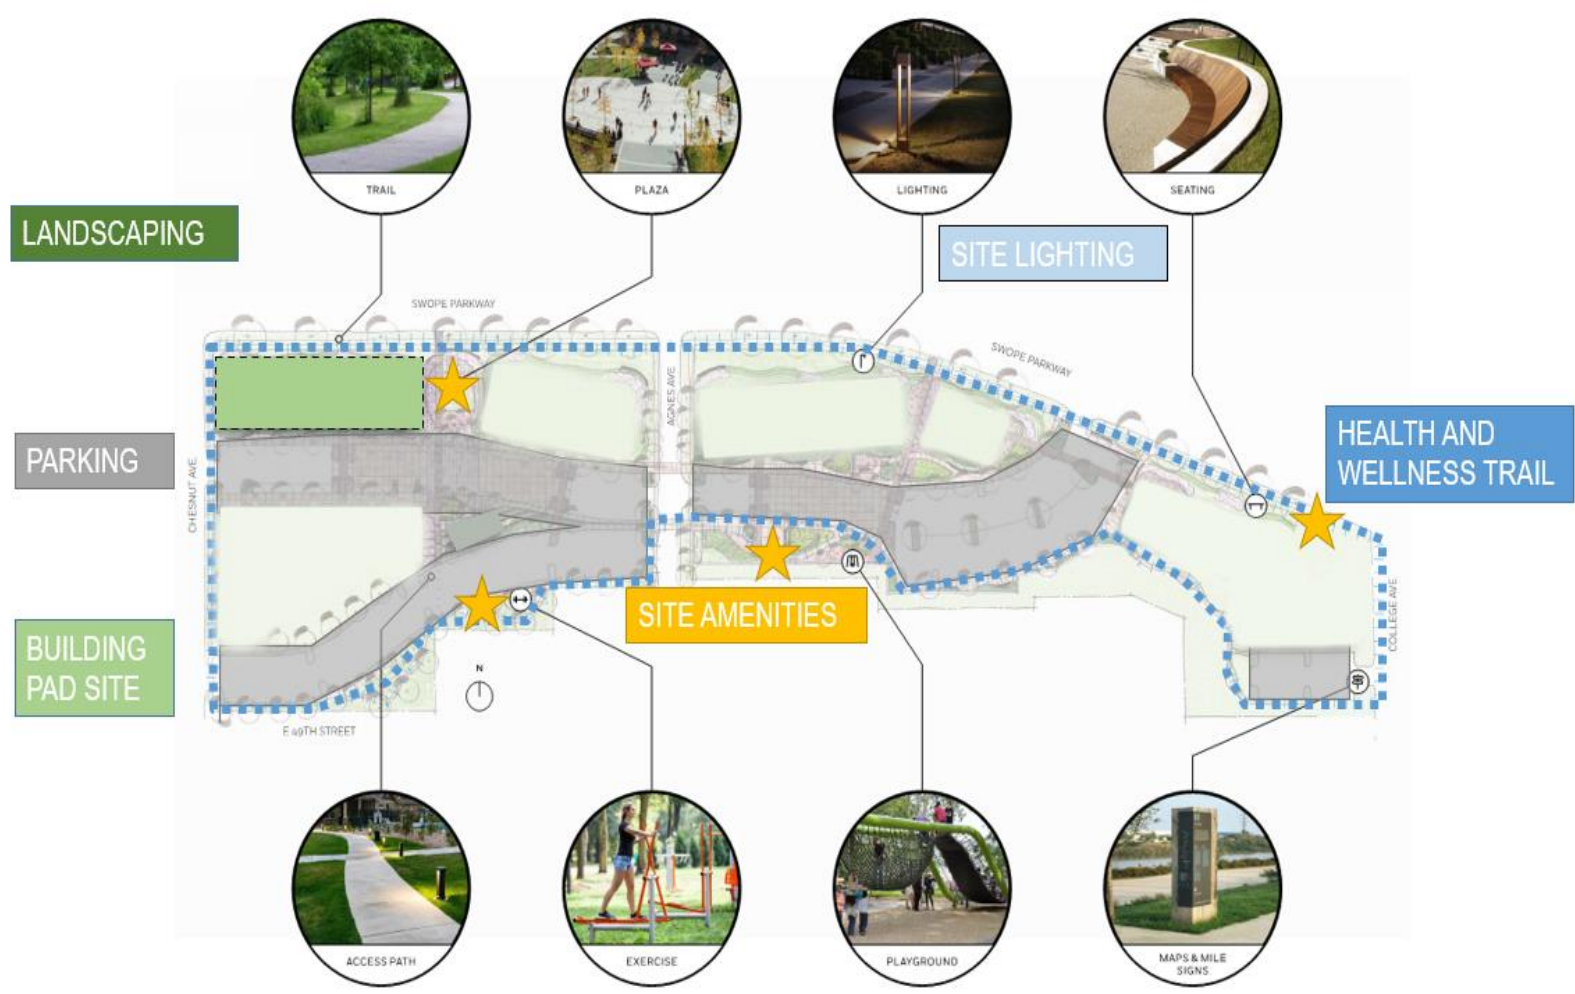 TRAIL
PLAZA
LIGHTING
SEATING
LANDSCAPING
SITE LIGHTING
SWOPE PARKWAY
SWOPE PARKWAY
AGNES AVE.
HEALTH AND
WELLNESS TRAIL
PARKING
CHESNUT AVE.
SITE AMENITIES
COLLEGE AVE
BUILDING
PAD SITE
N
E 49TH STREET
ACCESS PATH
EXERCISE
PLAYGROUND
MAPS & MILE
SIGNS